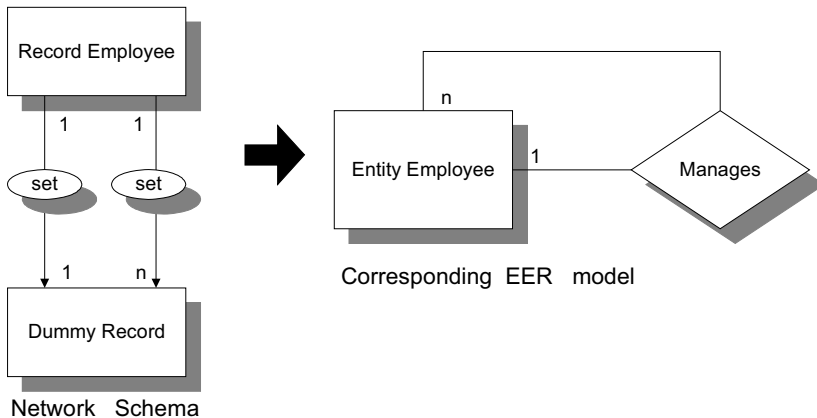 Record Employee
1
1
set
set
1
n
Dummy Record
Network Schema
n
Entity Employee
1
Manages
Corresponding EER model